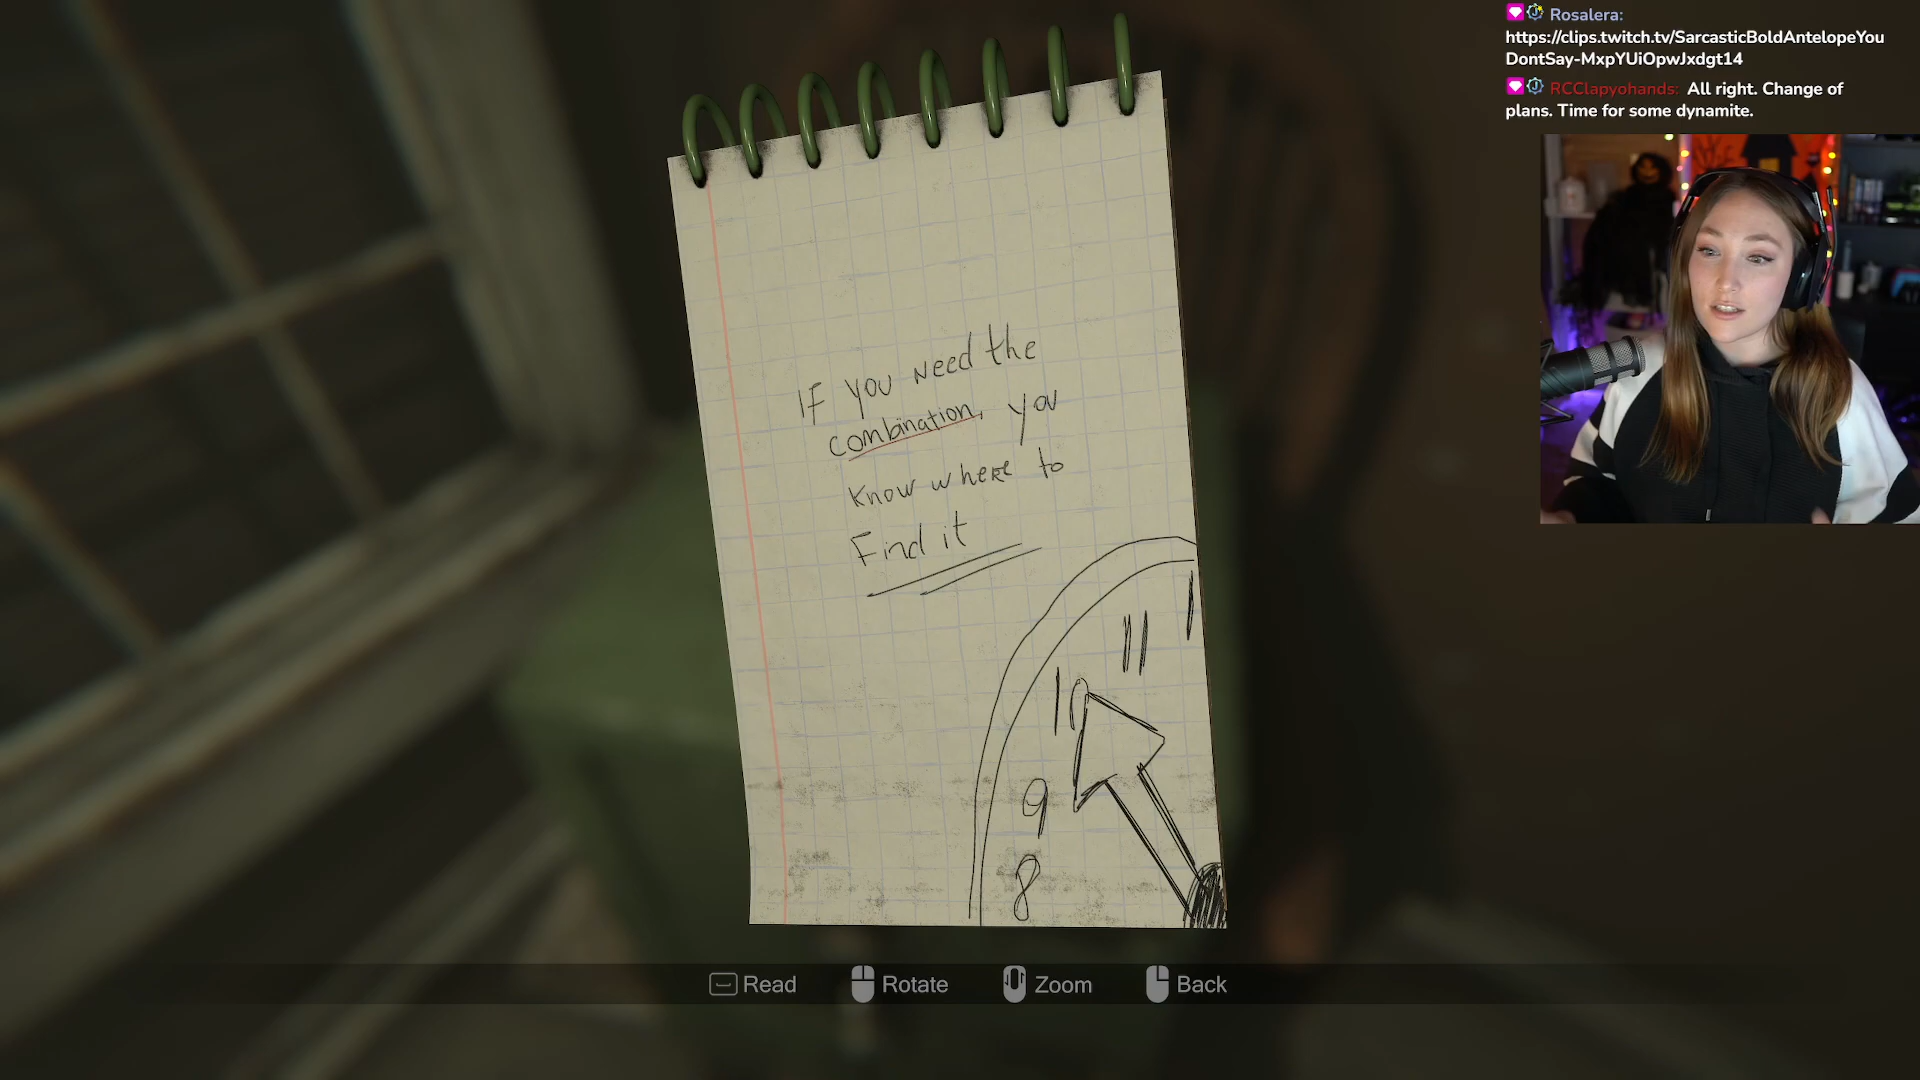 Rosalera:
https://clips.twitch.tv/SarcasticBoldAntelopeYou
DontSay-MxpYUiOpwJxdgt14
RCClapyohands: All right. Change of
plans. Time for some dynamite.
IF you need the
combination, you
know where to
Find it
11
10
9
8
Read
Rotate
Zoom
Back